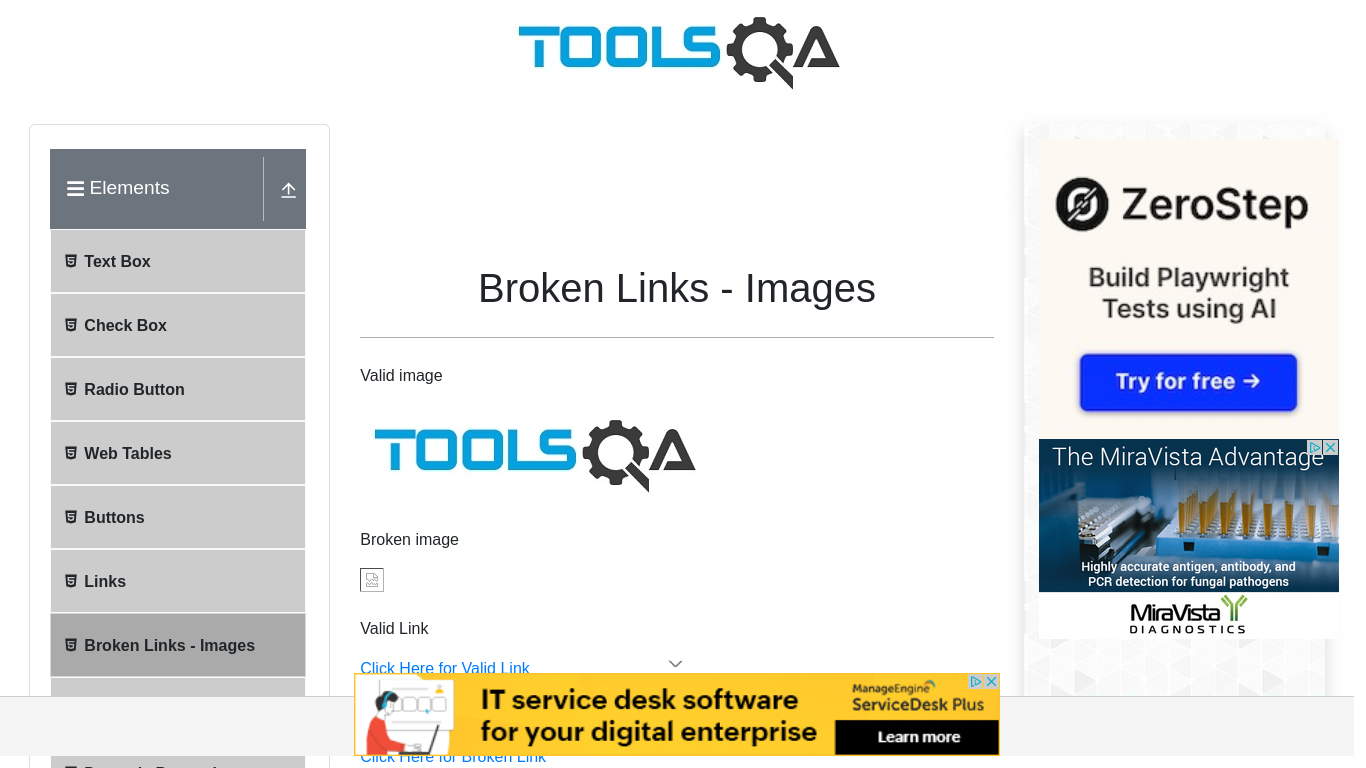 TOOLSQA
Elements
Text Box
Check Box
Radio Button
Web Tables
Buttons
Links
Broken Links - Images
Broken Links - Images
Valid image
TOOLSQA
Broken image
Valid Link
Click Here for Valid Link
Click Here for Broken Link
ZeroStep
Build Playwright
Tests using AI
Try for free →
The MiraVista Advantage
Highly accurate antigen, antibody, and
PCR detection for fungal pathogens
MiraVista
DIAGNOSTICS
IT service desk software
for your digital enterprise
ManageEngine
ServiceDesk Plus
Learn more